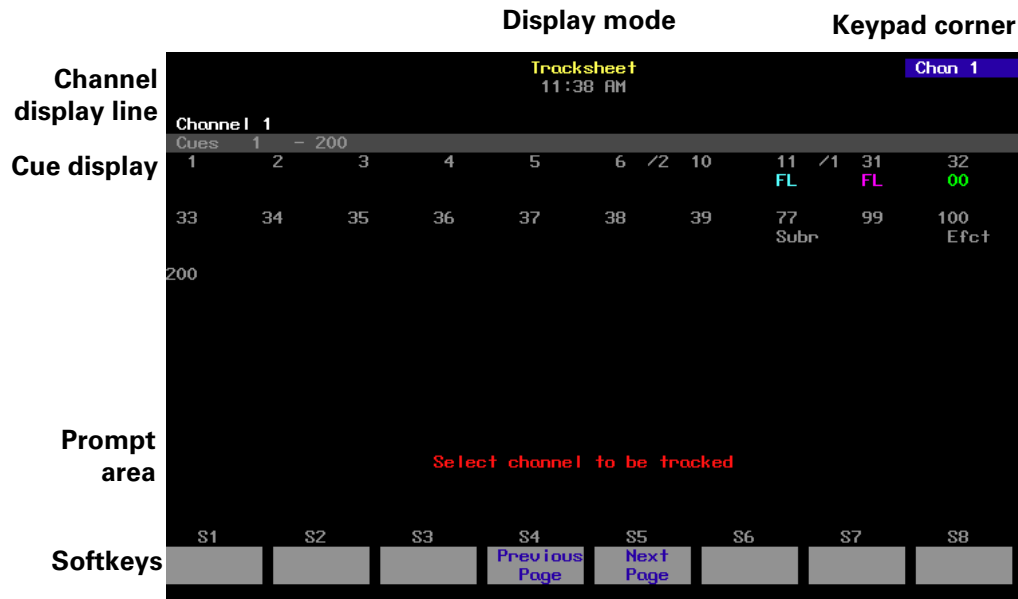 Display mode
Keypad corner
Channel display line
Tracksheet
Chan 1
11:38 AM
Channel 1
Cues 1 - 200
Cue display
1 2 3 4 5 6 /2 10 11 /1 31 32
FL FL 00
33 34 35 36 37 38 39 77 99 100
Subr Efct
200
Prompt area
Select channel to be tracked
S1 S2 S3 S4 S5 S6 S7 S8
Softkeys
Previous Page
Next Page